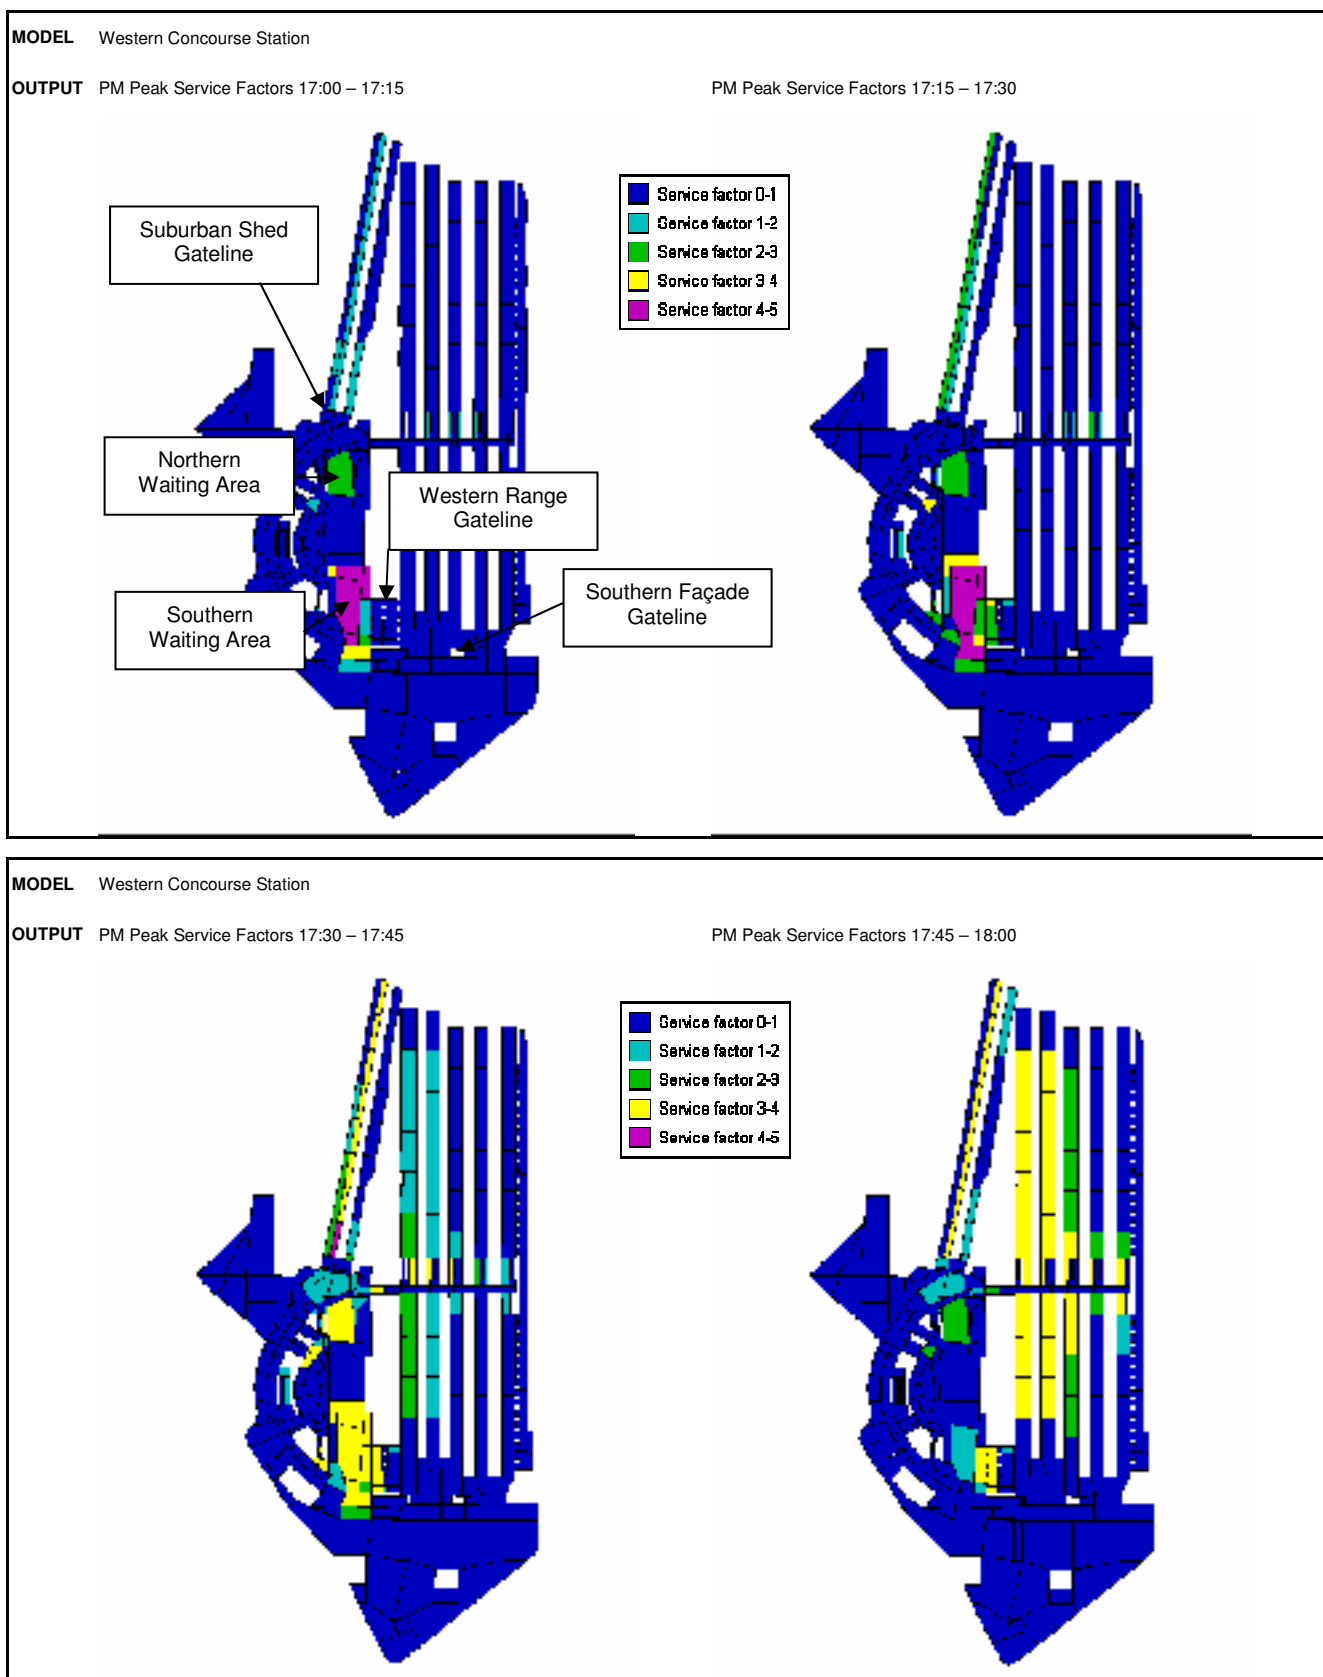 MODEL Western Concourse Station
OUTPUT PM Peak Service Factors 17:00 – 17:15 PM Peak Service Factors 17:15 – 17:30
Service factor 0-1
Service factor 1-2
Service factor 2-3
Service factor 3-4
Service factor 4-5
Suburban Shed
Gateline
Northern
Waiting Area
Western Range
Gateline
Southern
Waiting Area
Southern Façade
Gateline
MODEL Western Concourse Station
OUTPUT PM Peak Service Factors 17:30 – 17:45 PM Peak Service Factors 17:45 – 18:00
Service factor 0-1
Service factor 1-2
Service factor 2-3
Service factor 3-4
Service factor 4-5